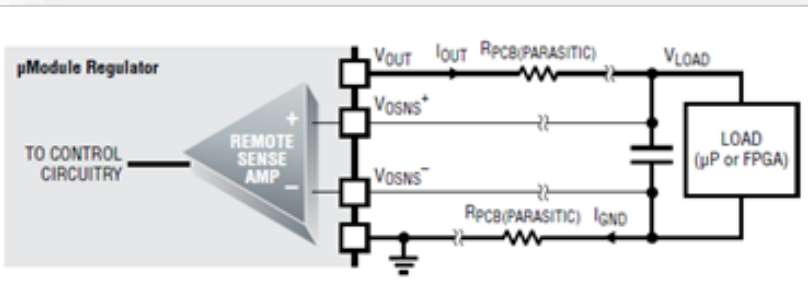 µModule Regulator
VOUT
IOUT
RPCB(PARASITIC)
VLOAD
VOSNS+
+
REMOTE
SENSE
AMP
−
TO CONTROL
CIRCUITRY
LOAD
(µP or FPGA)
VOSNS−
RPCB(PARASITIC)
IGND